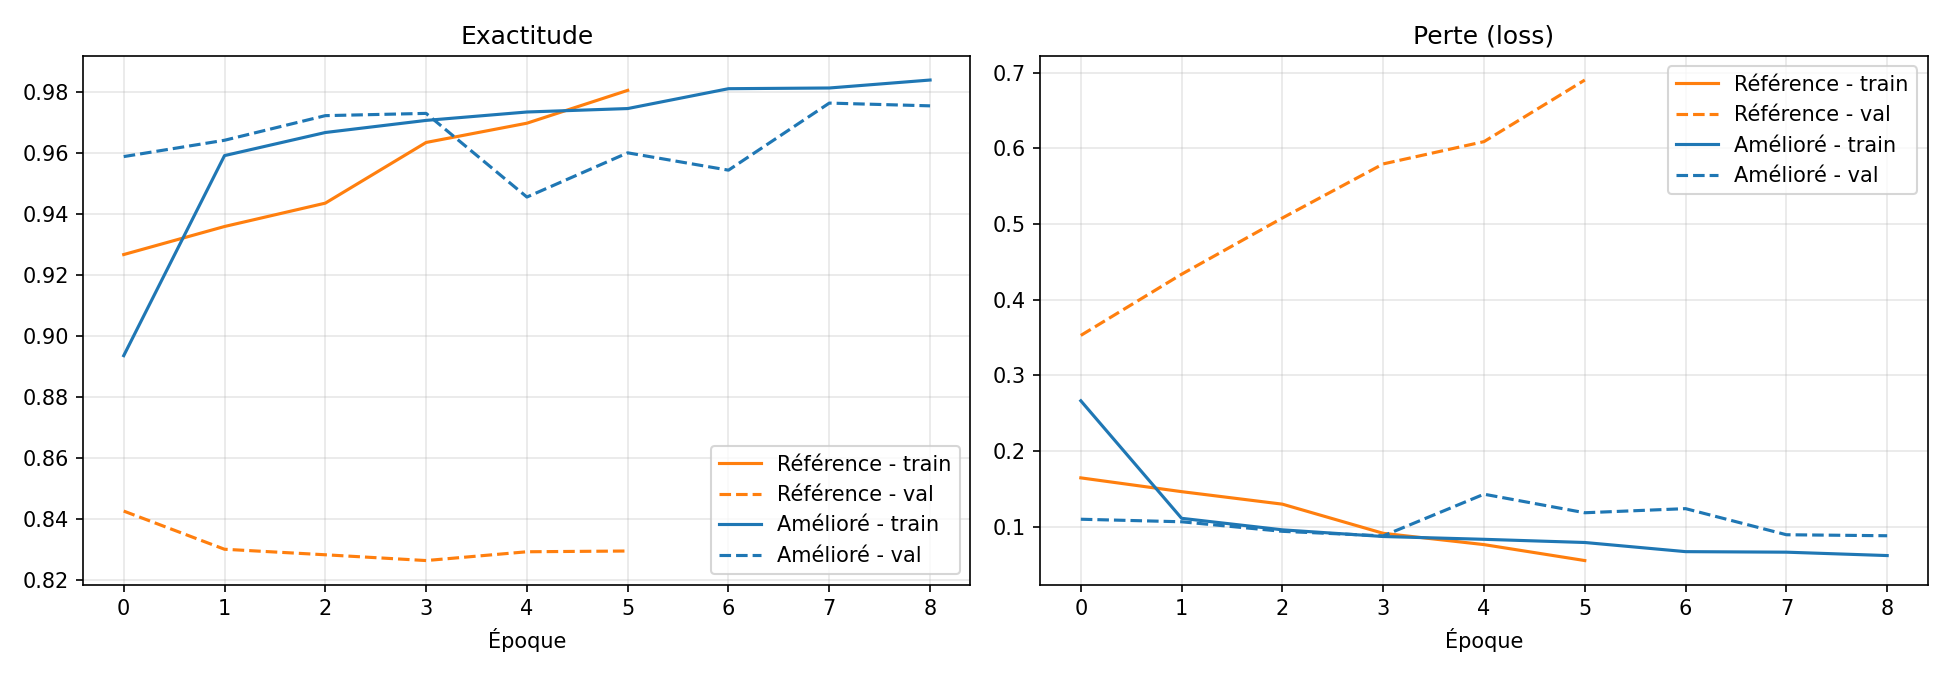 Exactitude
0.98
0.96
0.94
0.92
0.90
0.88
0.86
0.84
0.82
0 1 2 3 4 5 6 7 8
Époque
Référence - train
Référence - val
Amélioré - train
Amélioré - val
Perte (loss)
0.7
0.6
0.5
0.4
0.3
0.2
0.1
0 1 2 3 4 5 6 7 8
Époque
Référence - train
Référence - val
Amélioré - train
Amélioré - val